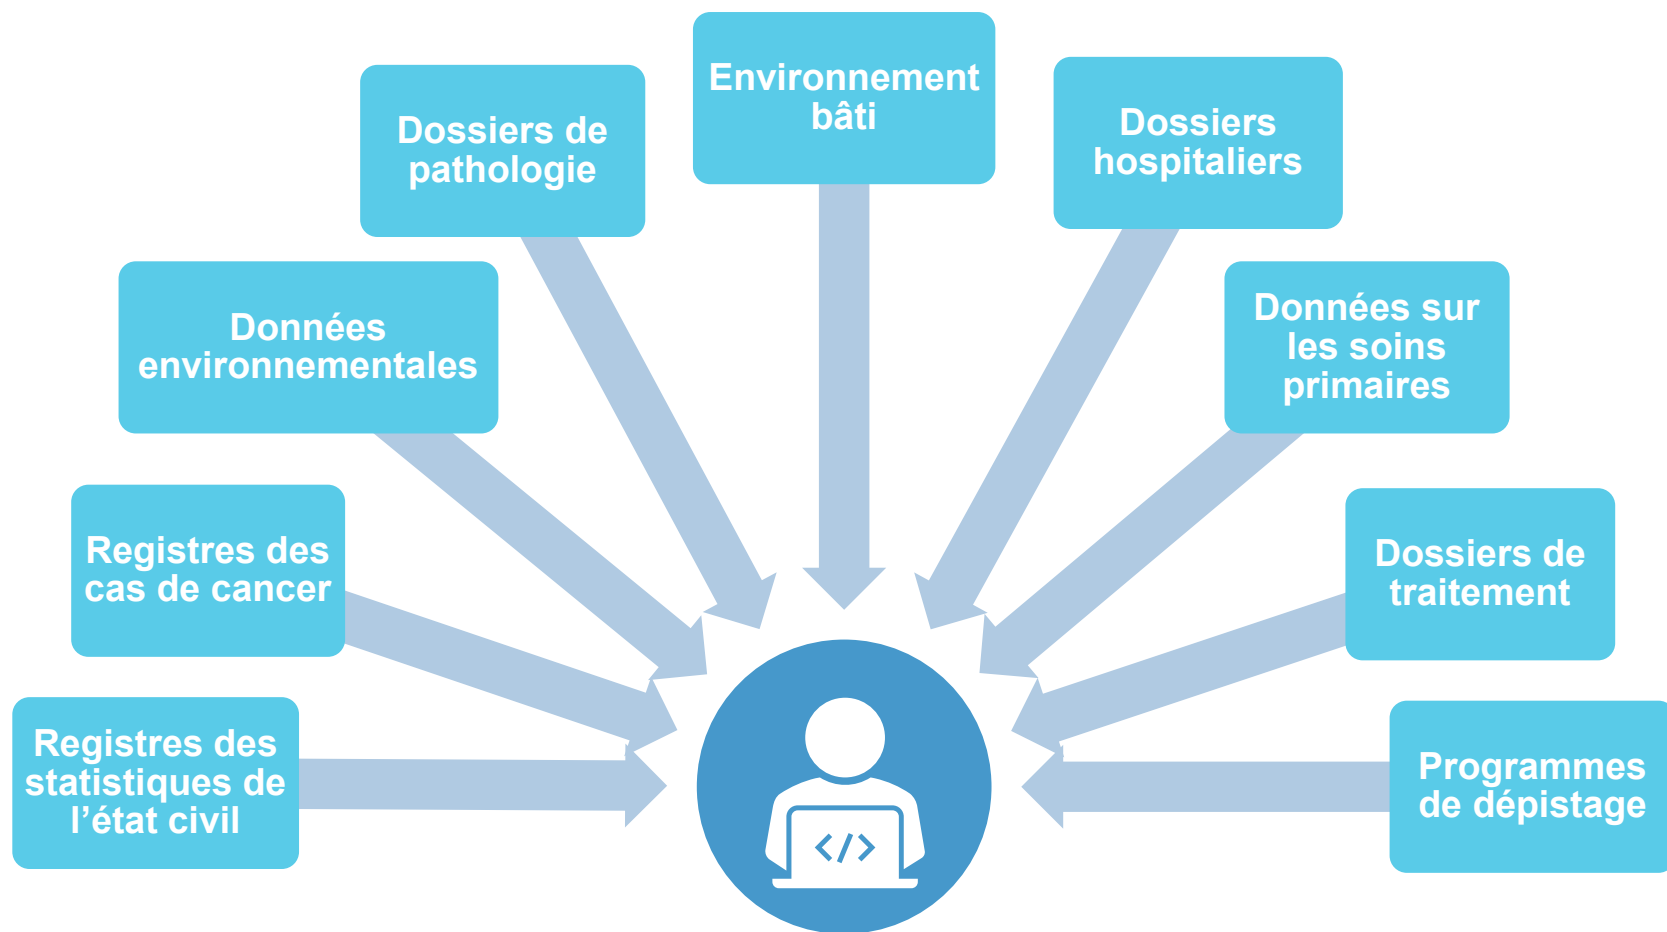 Environnement
bâti
Dossiers de
pathologie
Dossiers
hospitaliers
Données
environnementales
Données sur
les soins
primaires
Registres des
cas de cancer
Dossiers de
traitement
Registres des
statistiques de
l’état civil
Programmes
de dépistage
</>